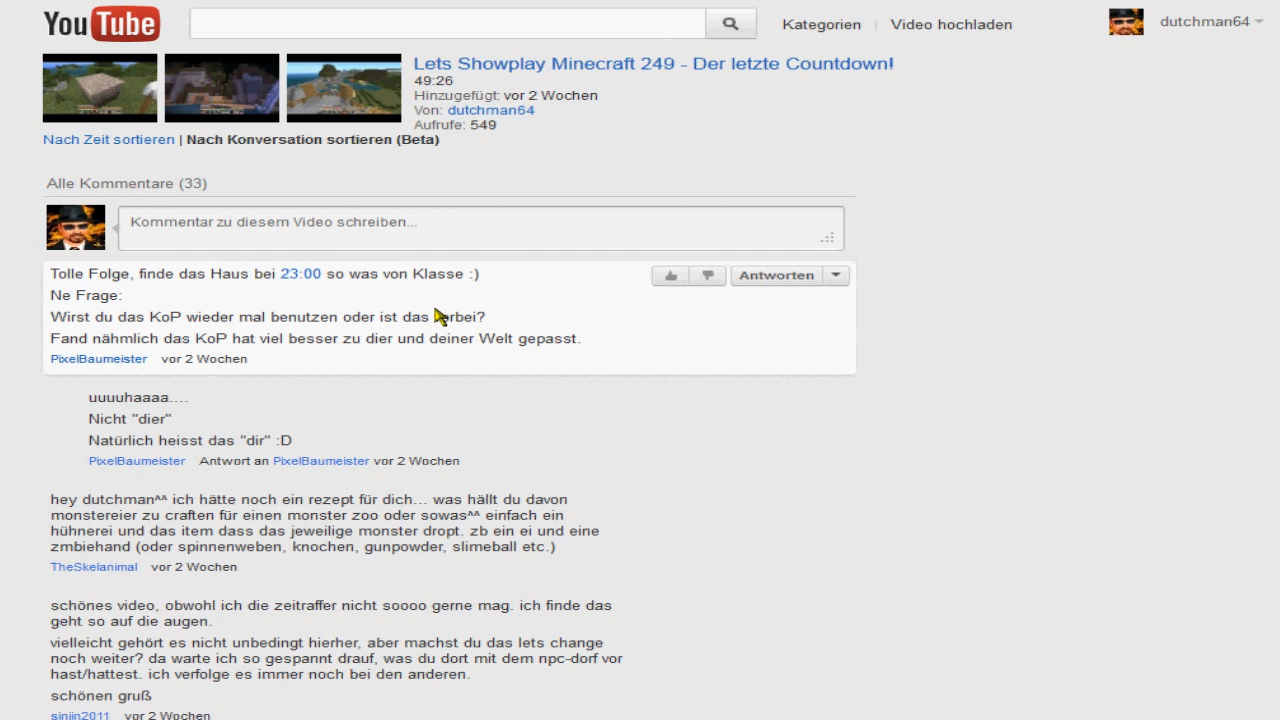 YouTube
Kategorien | Video hochladen
dutchman64
Lets Showplay Minecraft 249 - Der letzte Countdown!
49:26
Hinzugefügt: vor 2 Wochen
Von: dutchman64
Aufrufe: 549
Nach Zeit sortieren | Nach Konversation sortieren (Beta)
Alle Kommentare (33)
Kommentar zu diesem Video schreiben...
Tolle Folge, finde das Haus bei 23:00 so was von Klasse :)
Antworten
Ne Frage:
Wirst du das KoP wieder mal benutzen oder ist das
Fand nähmlich das KoP hat viel besser zu dier und deiner Welt gepasst.
PixelBaumeister vor 2 Wochen
uuuuhaaaa....
Nicht "dier"
Natürlich heisst das "dir" :D
PixelBaumeister Antwort an PixelBaumeister vor 2 Wochen
hey dutchman^^ ich hätte noch ein rezept für dich... was hällt du davon
monstereier zu craften für einen monster zoo oder sowas^^ einfach ein
hühnerei und das item dass das jeweilige monster dropt. zb ein ei und eine
zmbiehand (oder spinnenweben, knochen, gunpowder, slimeball etc.)
TheSkelanimal vor 2 Wochen
schönes video, obwohl ich die zeitraffer nicht soooo gerne mag. ich finde das
geht so auf die augen.
vielleicht gehört es nicht unbedingt hierher, aber machst du das lets change
noch weiter? da warte ich so gespannt drauf, was du dort mit dem npc-dorf vor
hast/hattest. ich verfolge es immer noch bei den anderen.
schönen gruß
siniin2011 vor 2 Wochen